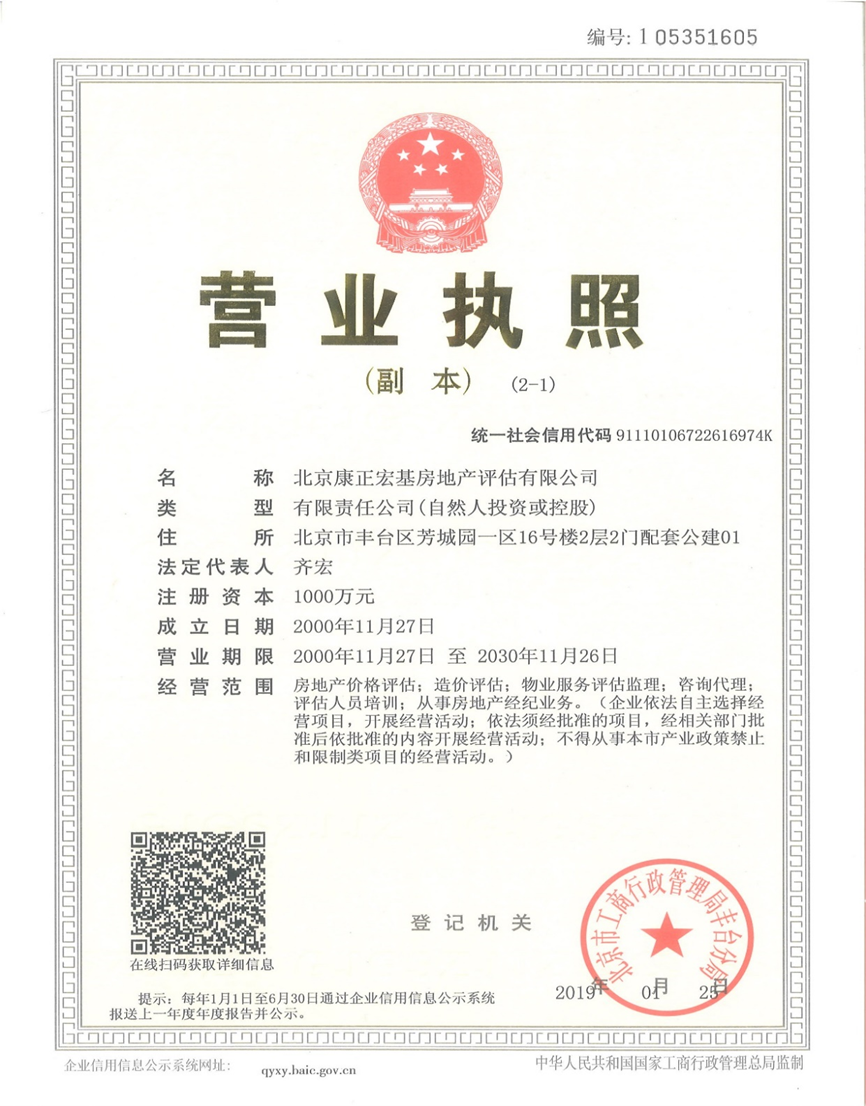 编号: 1 05351605
营业执照
(副 本) (2-1)
统一社会信用代码 91110106722616974K
名 称 北京康正宏基房地产评估有限公司
类 型 有限责任公司(自然人投资或控股)
住 所 北京市丰台区芳城园一区16号楼2层2门配套公建01
法定代表人 齐宏
注册资本 1000万元
成立日期 2000年11月27日
营业期限 2000年11月27日 至 2030年11月26日
经营范围 房地产价格评估；造价评估；物业服务评估监理；咨询代理；
评估人员培训；从事房地产经纪业务。（企业依法自主选择经
营项目，开展经营活动；依法须经批准的项目，经相关部门批
准后依批准的内容开展经营活动；不得从事本市产业政策禁止
和限制类项目的经营活动。）
在线扫码获取详细信息
登记机关
北京市工商行政管理局丰台分局
2019年 01月 25日
提示：每年1月1日至6月30日通过企业信用信息公示系统
报送上一年度年度报告并公示。
企业信用信息公示系统网址： qyxy.baic.gov.cn
中华人民共和国国家工商行政管理总局监制